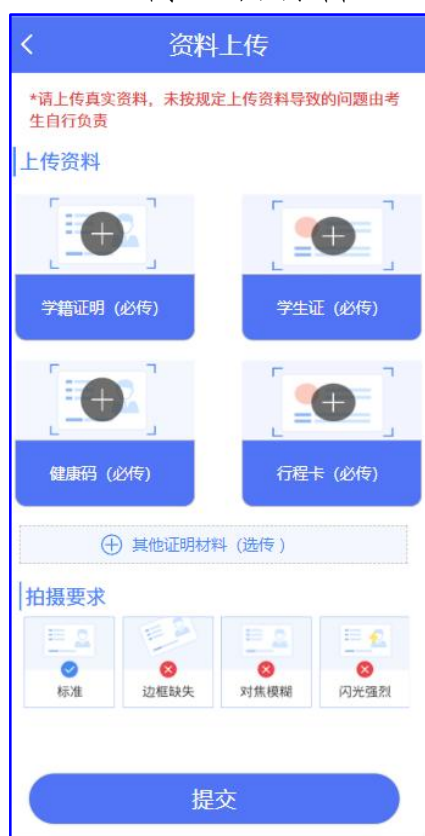 资料上传
*请上传真实资料，未按规定上传资料导致的问题由考
生自行负责
上传资料
学籍证明（必传）
学生证（必传）
健康码（必传）
行程卡（必传）
其他证明材料（选传 ）
拍摄要求
标准
边框缺失
对焦模糊
闪光强烈
提交